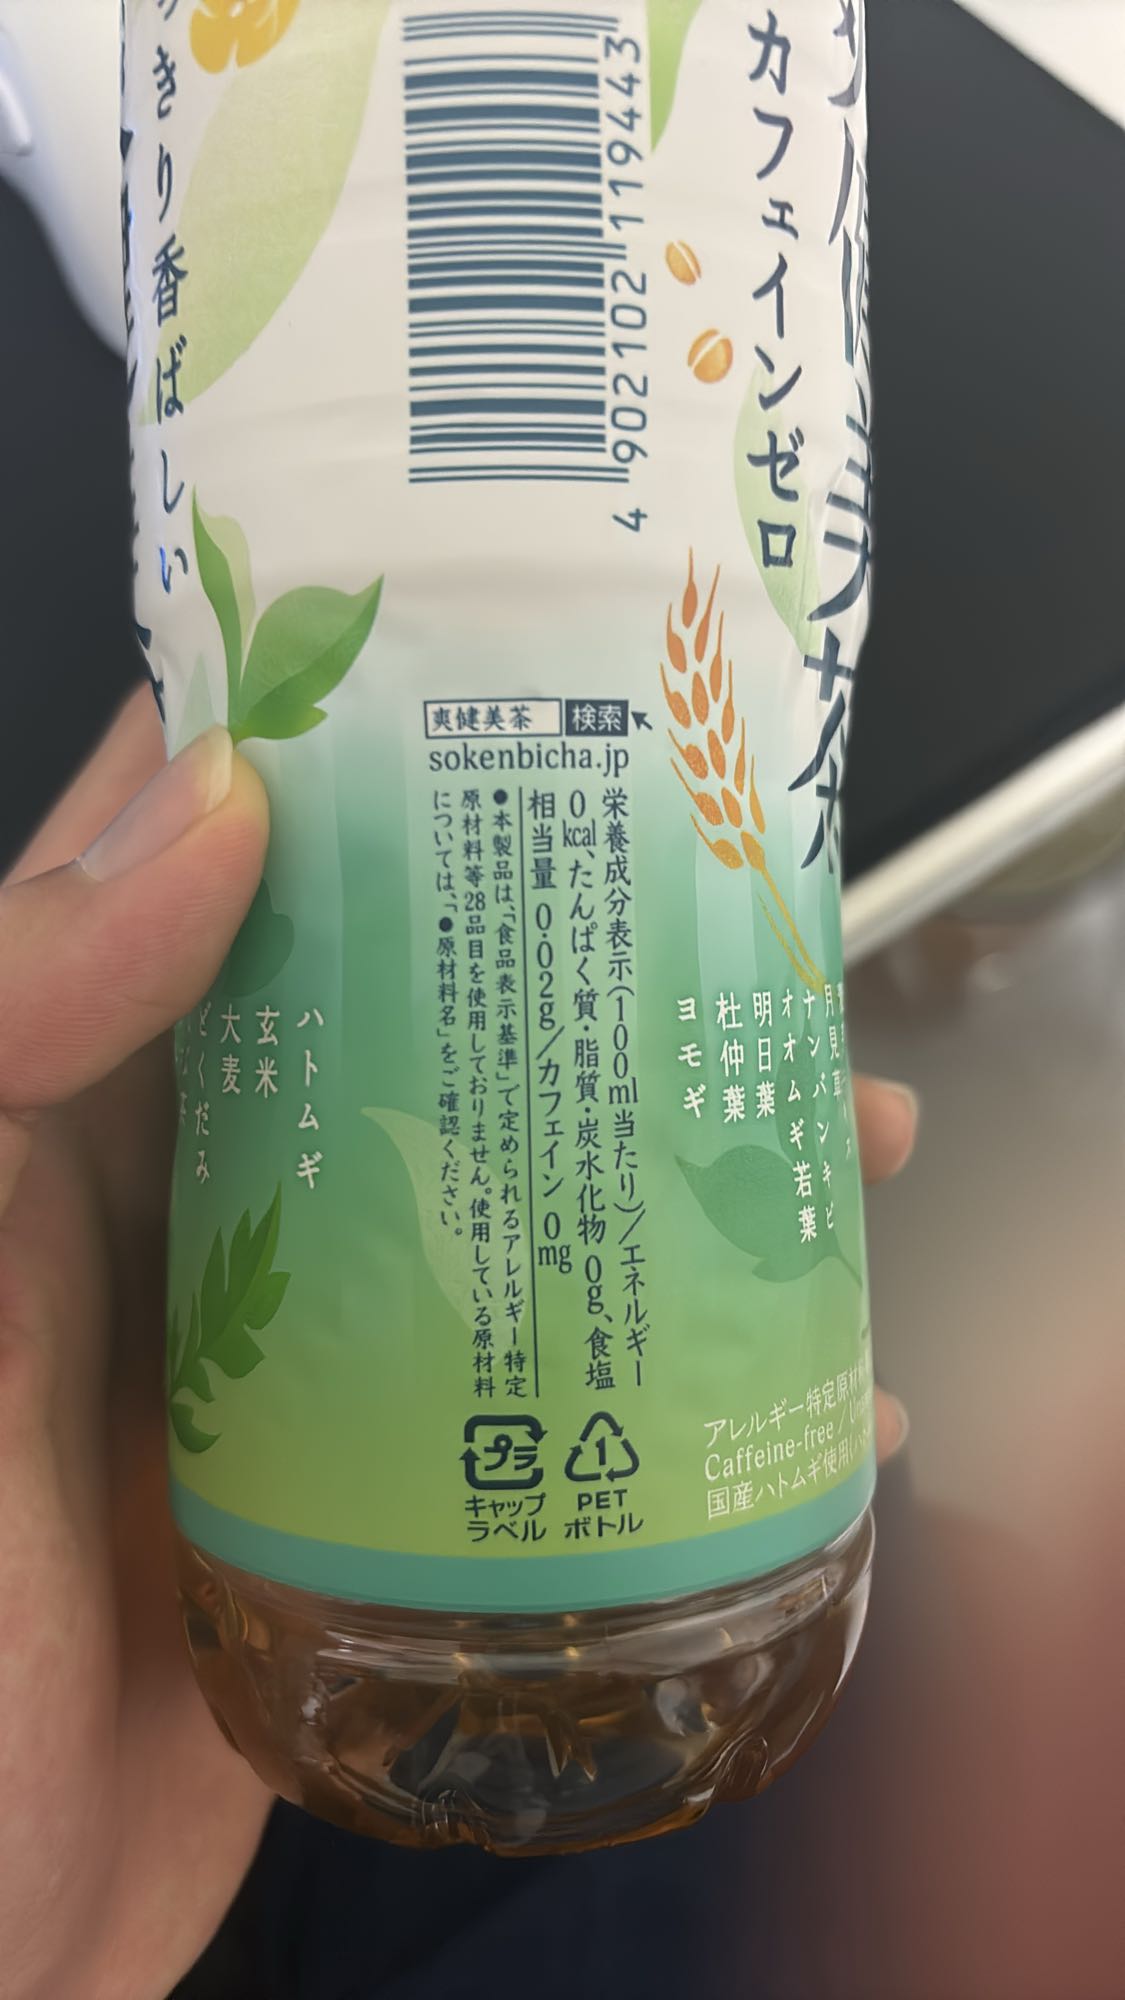 カフェインゼロ
きり香ばしい
4 902102 119443
爽健美茶 検索
sokenbicha.jp
栄養成分表示(100ml当たり)/エネルギー
0kcal、たんぱく質・脂質・炭水化物 0g、食塩
相当量 0.02g/カフェイン 0mg
●本製品は、「食品表示基準」で定められるアレルギー特定
原材料等28品目を使用しておりません。使用している原材料
については、「●原材料名」をご確認ください。
ハトムギ
玄米
大麦
どくだみ
月見草
ナンバンキビ
オオムギ若葉
明日葉
杜仲葉
ヨモギ
プラ
キャップ
ラベル
1
PET
ボトル
アレルギー特定原材料
Caffeine-free /
国産ハトムギ使用